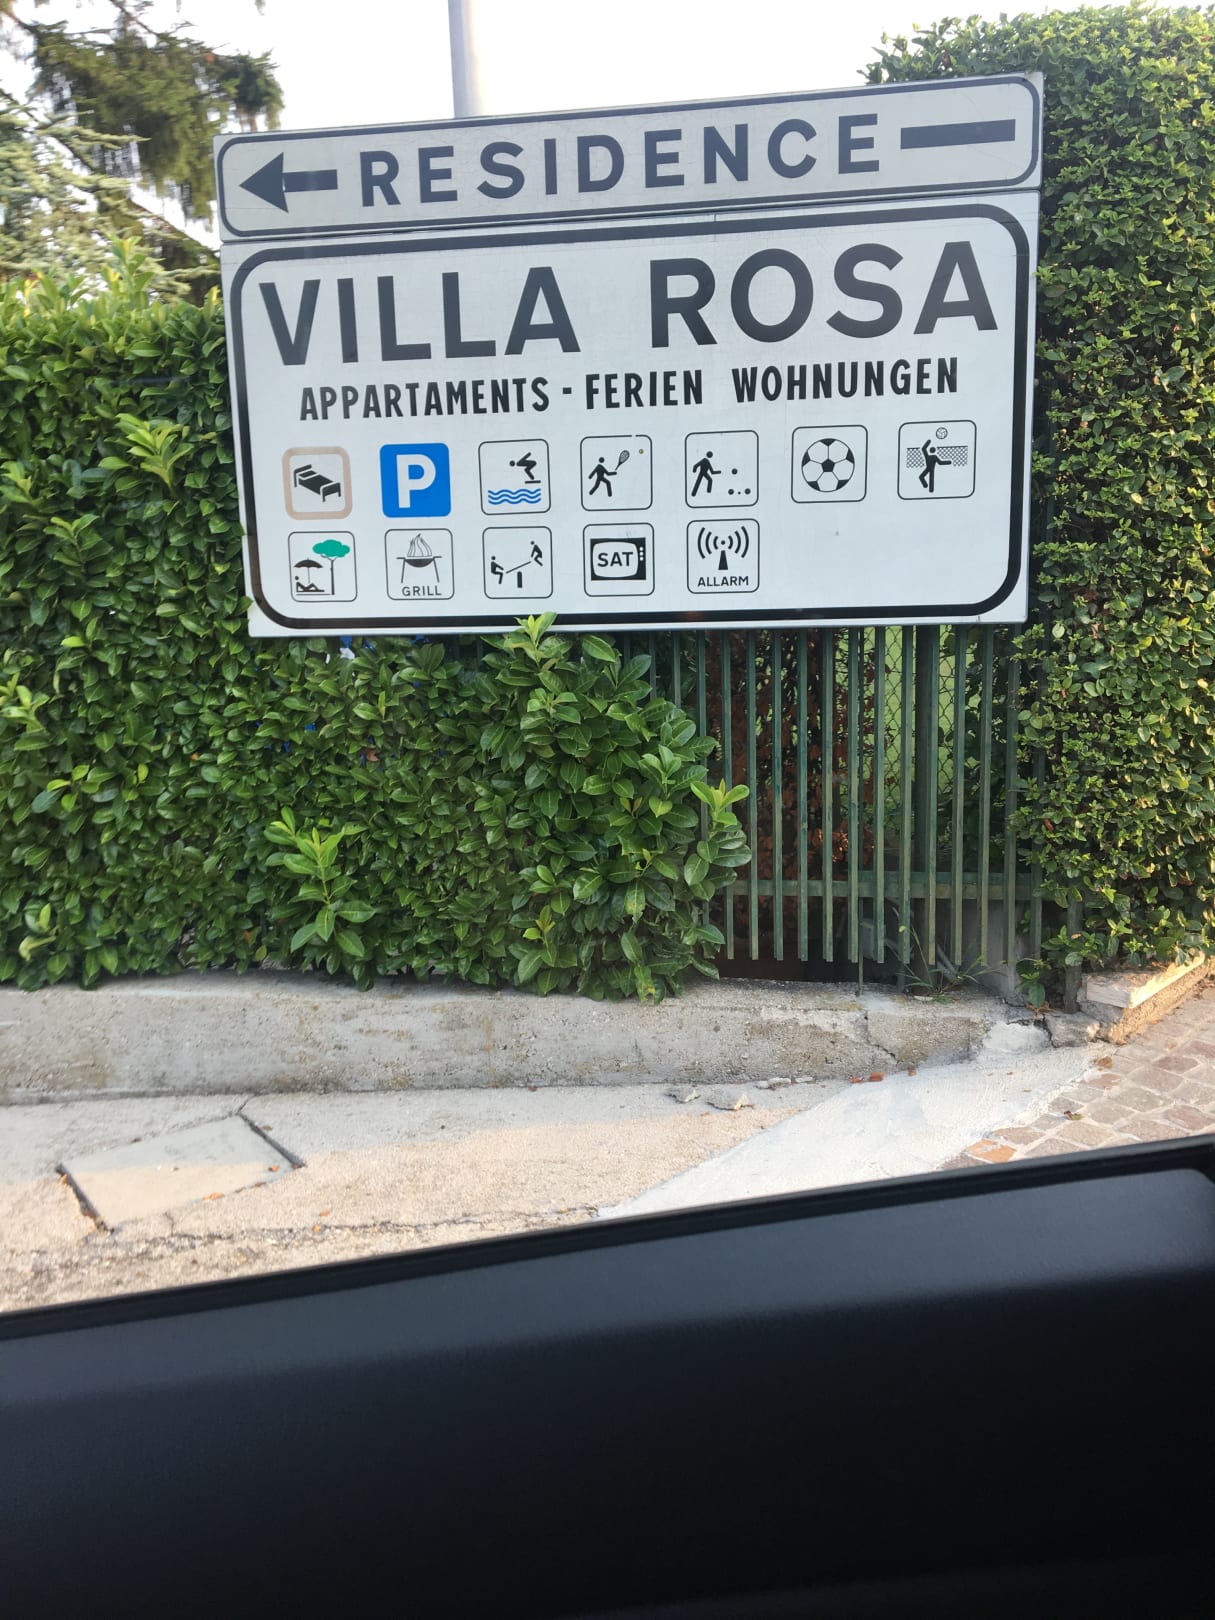 RESIDENCE
VILLA ROSA
APPARTAMENTS - FERIEN WOHNUNGEN
P
GRILL SAT ALLARM